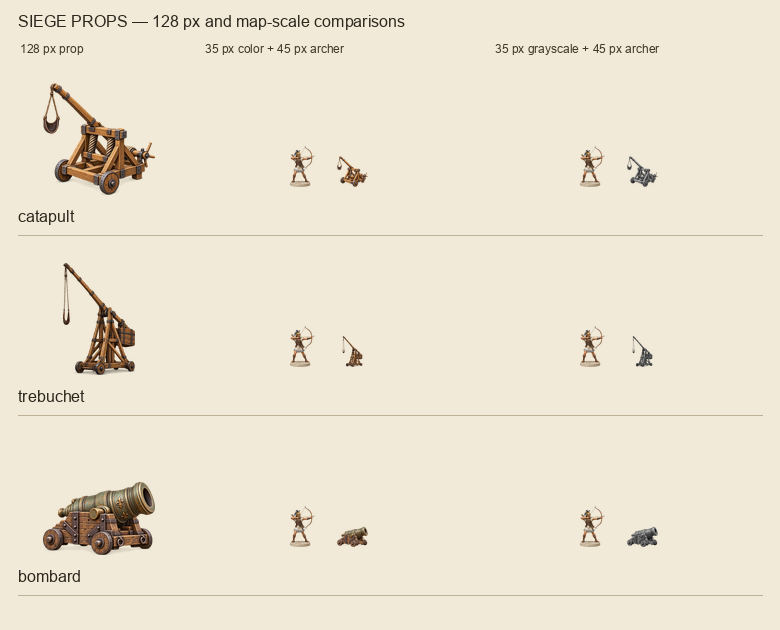 SIEGE PROPS — 128 px and map-scale comparisons
128 px prop
35 px color + 45 px archer
35 px grayscale + 45 px archer
catapult
trebuchet
bombard